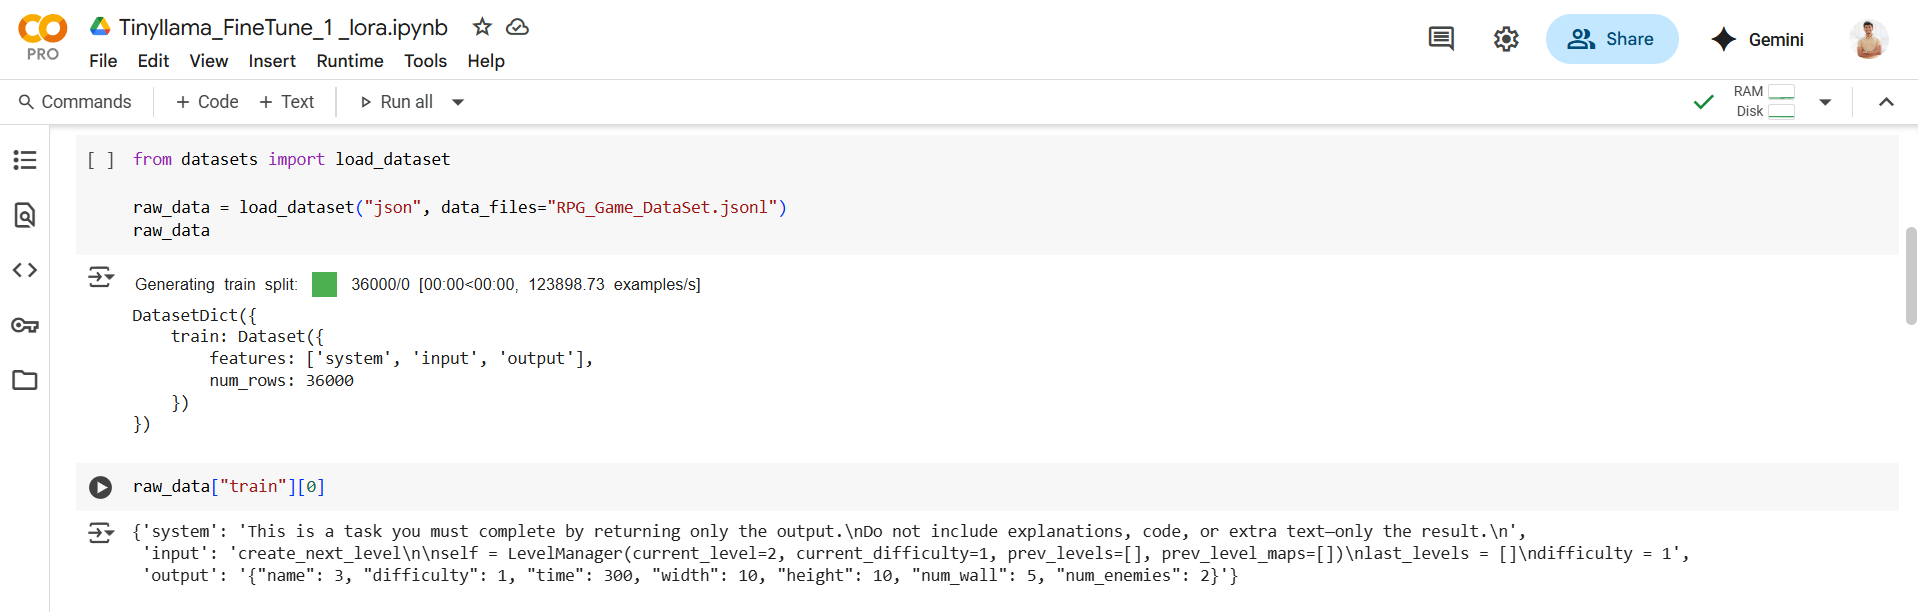 Tinyllama_FineTune_1 _lora.ipynb
PRO
File Edit View Insert Runtime Tools Help
Share
Gemini
Commands + Code + Text Run all
RAM
Disk
[ ] from datasets import load_dataset
raw_data = load_dataset("json", data_files="RPG_Game_DataSet.jsonl")
raw_data
Generating train split: 36000/0 [00:00<00:00, 123898.73 examples/s]
DatasetDict({
    train: Dataset({
        features: ['system', 'input', 'output'],
        num_rows: 36000
    })
})
raw_data["train"][0]
{'system': 'This is a task you must complete by returning only the output.\nDo not include explanations, code, or extra text—only the result.\n',
 'input': 'create_next_level\n\nself = LevelManager(current_level=2, current_difficulty=1, prev_levels=[], prev_level_maps=[])\nlast_levels = []\ndifficulty = 1',
 'output': '{"name": 3, "difficulty": 1, "time": 300, "width": 10, "height": 10, "num_wall": 5, "num_enemies": 2}'}